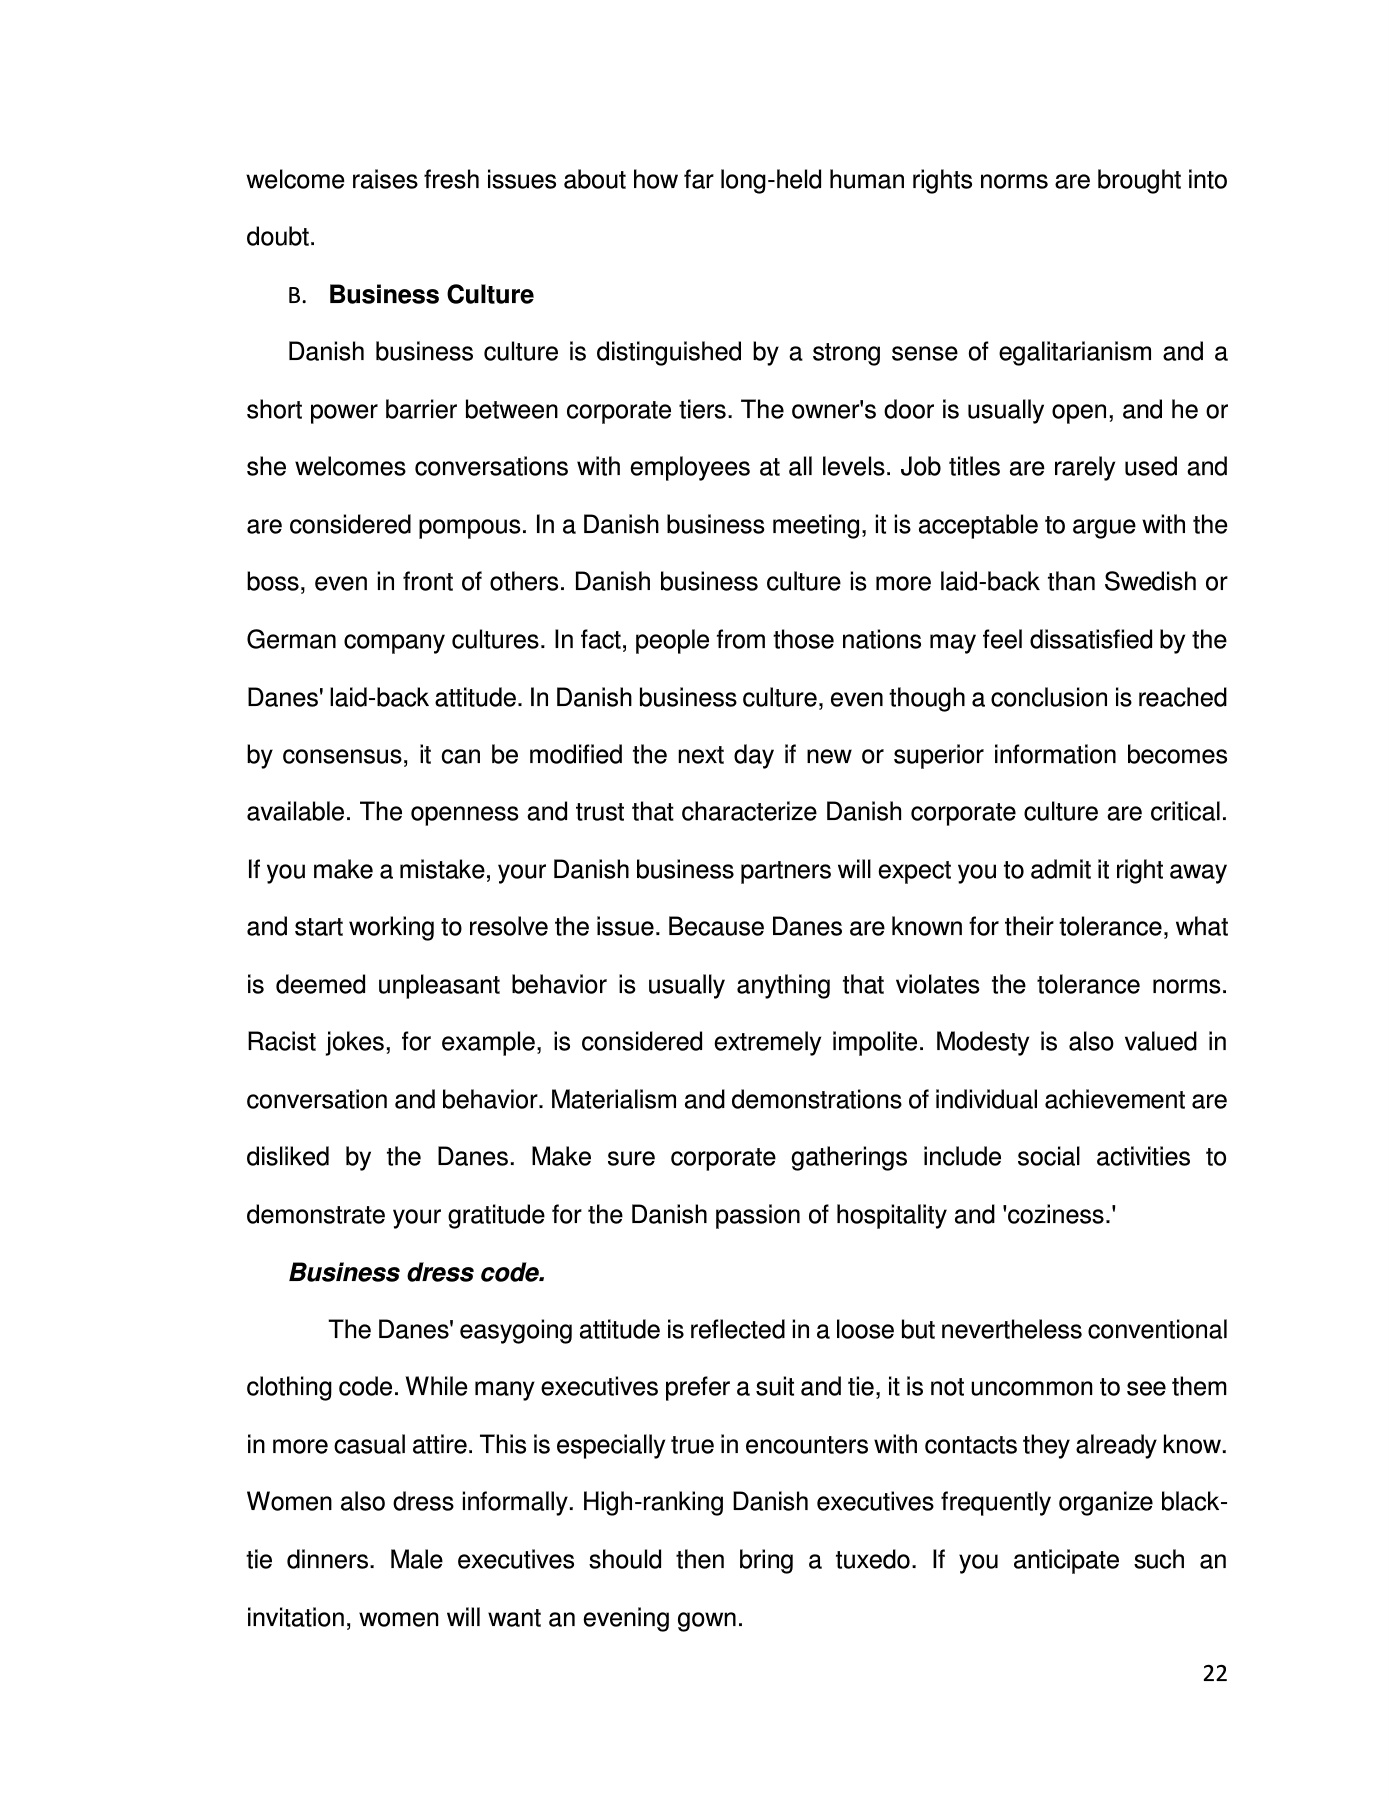 welcome raises fresh issues about how far long-held human rights norms are brought into
doubt.
B. Business Culture
Danish business culture is distinguished by a strong sense of egalitarianism and a
short power barrier between corporate tiers. The owner's door is usually open, and he or
she welcomes conversations with employees at all levels. Job titles are rarely used and
are considered pompous. In a Danish business meeting, it is acceptable to argue with the
boss, even in front of others. Danish business culture is more laid-back than Swedish or
German company cultures. In fact, people from those nations may feel dissatisfied by the
Danes' laid-back attitude. In Danish business culture, even though a conclusion is reached
by consensus, it can be modified the next day if new or superior information becomes
available. The openness and trust that characterize Danish corporate culture are critical.
If you make a mistake, your Danish business partners will expect you to admit it right away
and start working to resolve the issue. Because Danes are known for their tolerance, what
is deemed unpleasant behavior is usually anything that violates the tolerance norms.
Racist jokes, for example, is considered extremely impolite. Modesty is also valued in
conversation and behavior. Materialism and demonstrations of individual achievement are
disliked by the Danes. Make sure corporate gatherings include social activities to
demonstrate your gratitude for the Danish passion of hospitality and 'coziness.'
Business dress code.
The Danes' easygoing attitude is reflected in a loose but nevertheless conventional
clothing code. While many executives prefer a suit and tie, it is not uncommon to see them
in more casual attire. This is especially true in encounters with contacts they already know.
Women also dress informally. High-ranking Danish executives frequently organize black-
tie dinners. Male executives should then bring a tuxedo. If you anticipate such an
invitation, women will want an evening gown.
22